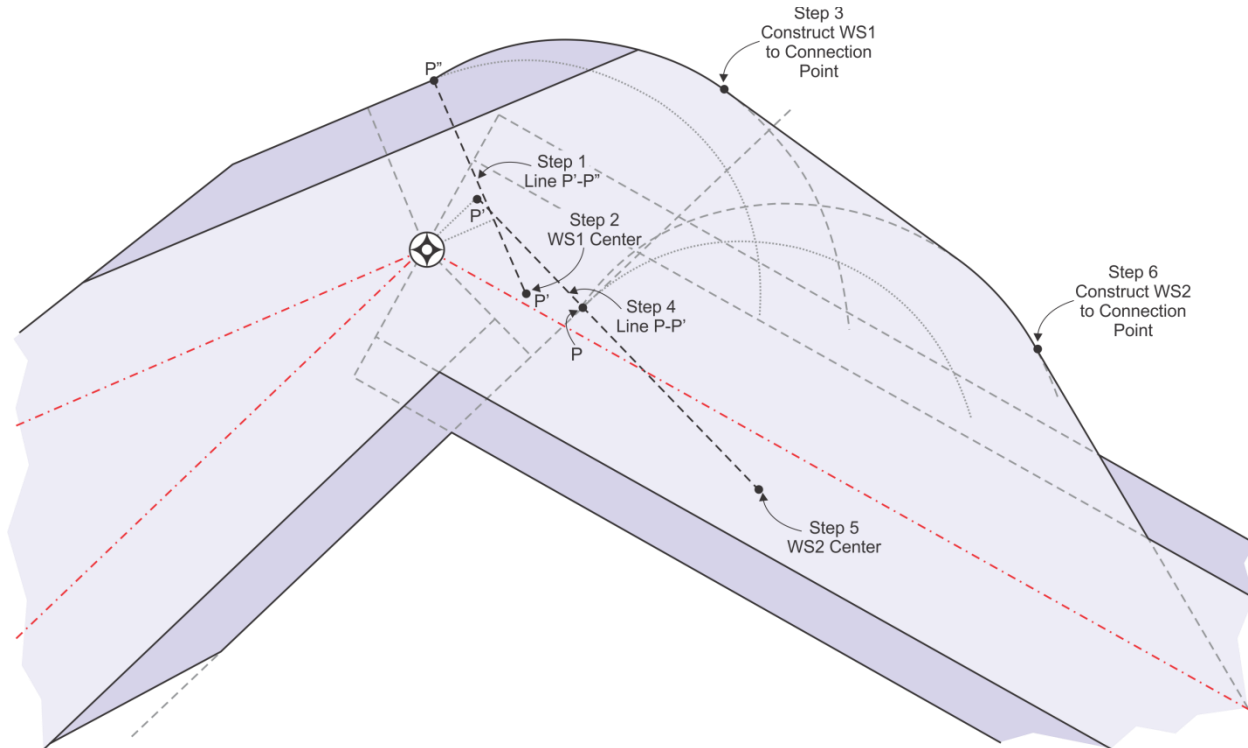 Step 3
Construct WS1
to Connection
Point
P”
Step 1
Line P’-P”
P’
Step 2
WS1 Center
P’
Step 4
Line P-P’
P
Step 6
Construct WS2
to Connection
Point
Step 5
WS2 Center